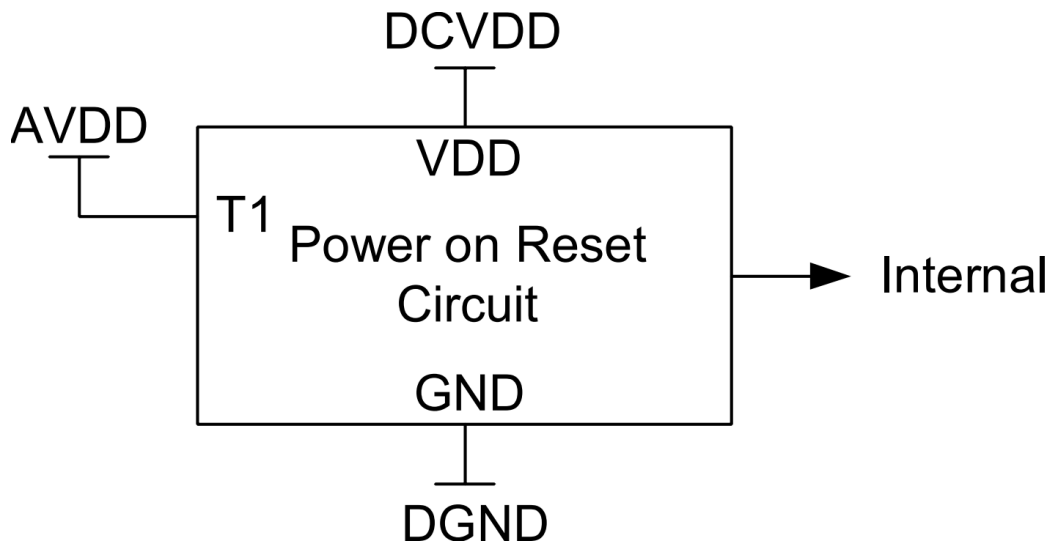 DCVDD
AVDD
VDD
T1
Power on Reset
Circuit
Internal
GND
DGND